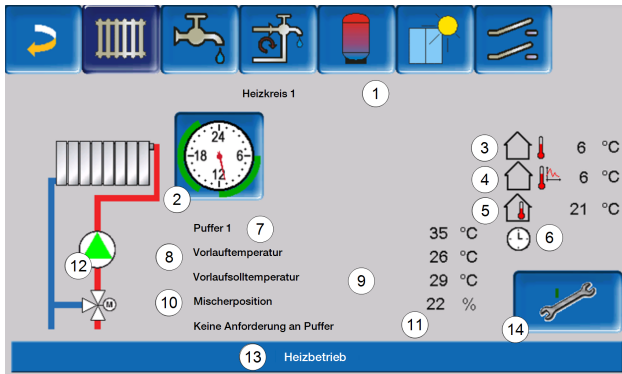 Heizkreis 1
1
24
18 6
12
2
3 6 °C
4 6 °C
5 21 °C
6
Puffer 1 7 35 °C
8 Vorlauftemperatur 26 °C
Vorlaufsolltemperatur 9 29 °C
10 Mischerposition 22 %
Keine Anforderung an Puffer 11
12
M
14
13 Heizbetrieb